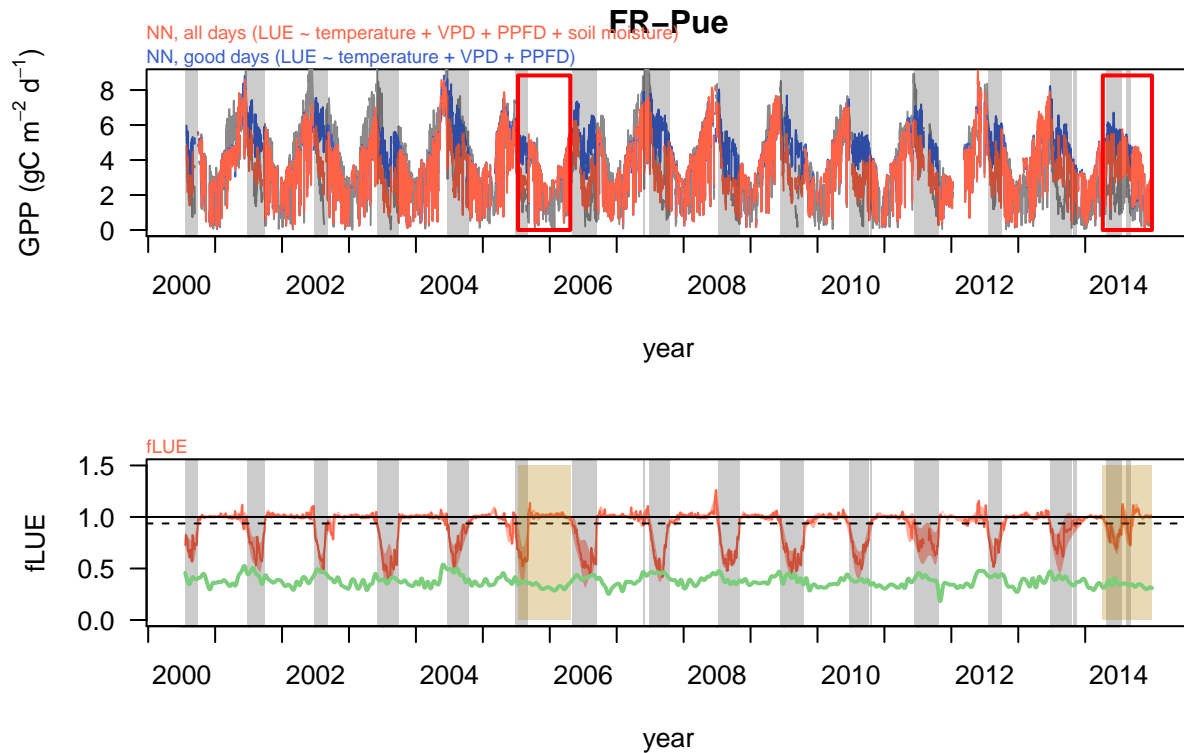 FR−Pue
NN, all days (LUE ~ temperature + VPD + PPFD + soil moisture)
NN, good days (LUE ~ temperature + VPD + PPFD)
GPP (gC m−2 d−1)
8
6
4
2
0
2000 2002 2004 2006 2008 2010 2012 2014
year
fLUE
fLUE
1.5
1.0
0.5
0.0
2000 2002 2004 2006 2008 2010 2012 2014
year